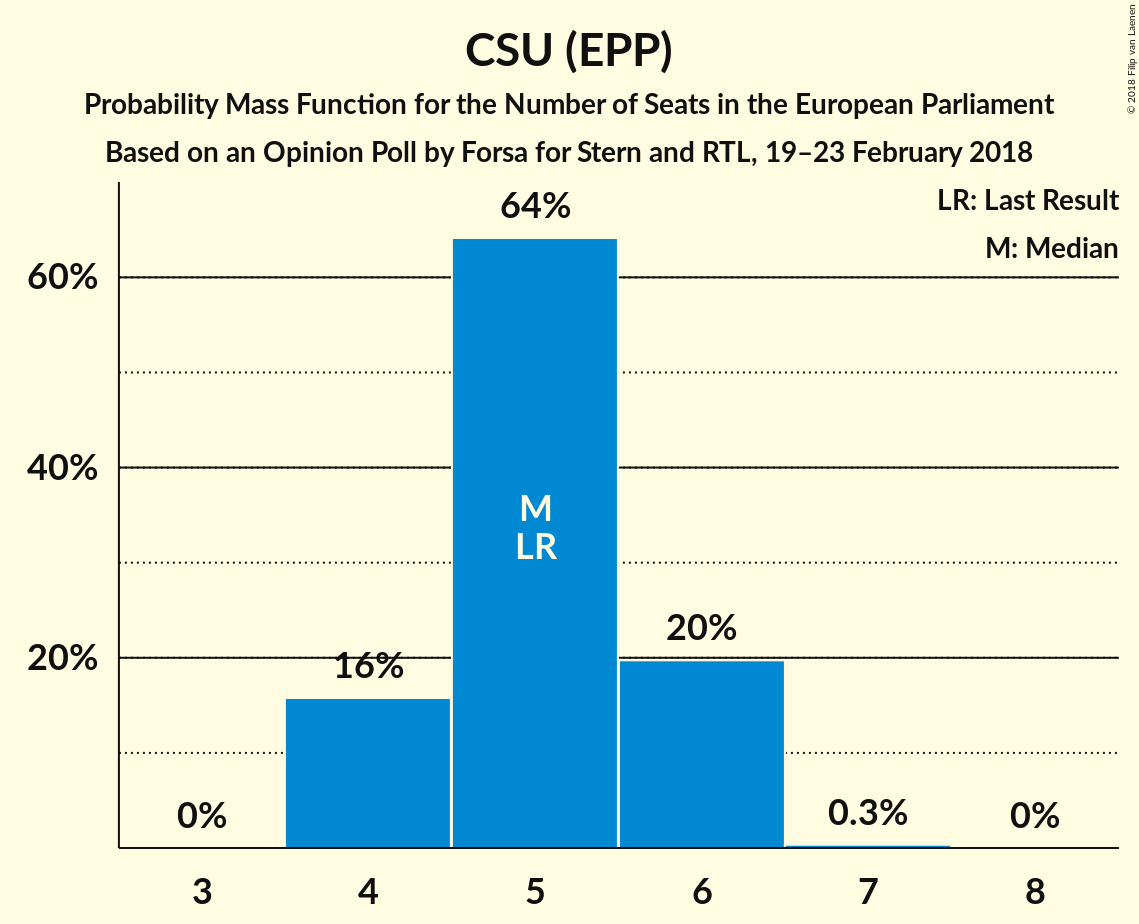 CSU (EPP)
Probability Mass Function for the Number of Seats in the European Parliament
Based on an Opinion Poll by Forsa for Stern and RTL, 19–23 February 2018
© 2018 Filip van Laenen
LR: Last Result
M: Median
60%
40%
20%
0%
16%
64%
M
LR
20%
0.3%
0%
3
4
5
6
7
8